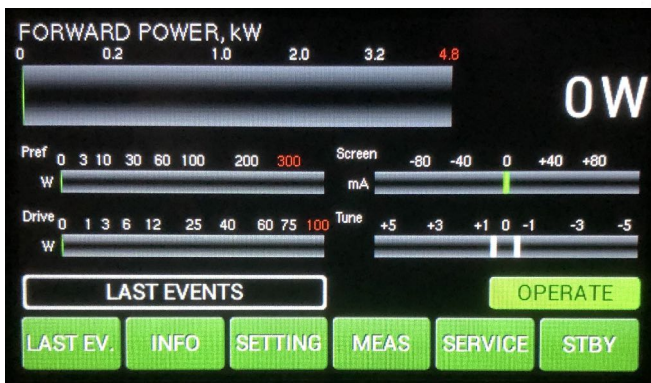 FORWARD POWER, kW
0 0.2 1.0 2.0 3.2 4.8
0W
Pref 0 3 10 30 60 100 200 300
W
Screen -80 -40 0 +40 +80
mA
Drive 0 1 3 6 12 25 40 60 75 100
W
Tune +5 +3 +1 0 -1 -3 -5
LAST EVENTS
OPERATE
LAST EV. INFO SETTING MEAS SERVICE STBY